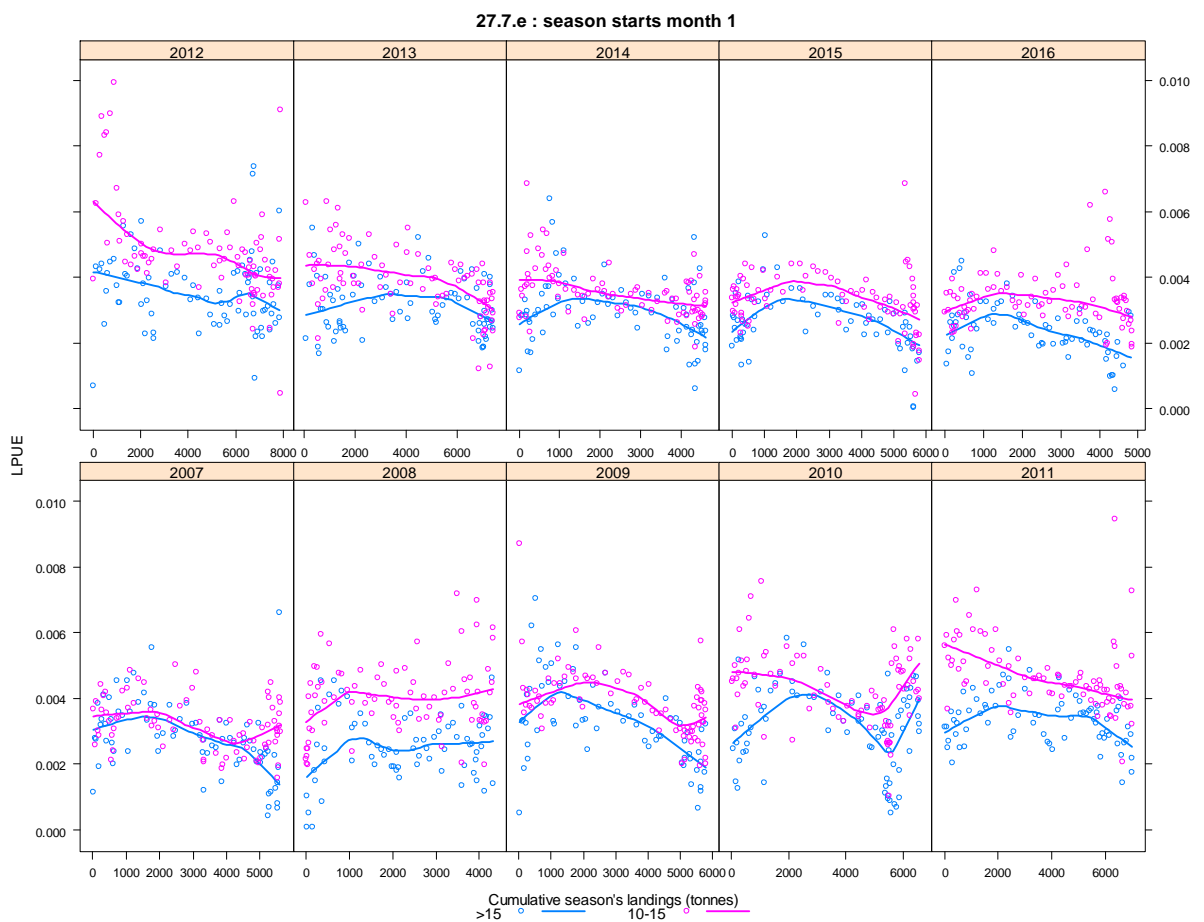 27.7.e : season starts month 1
2012 2013 2014 2015 2016
0.010
0.008
0.006
0.004
0.002
0.000
0 2000 4000 6000 8000 0 2000 4000 6000 0 1000 2000 3000 4000 0 1000 2000 3000 4000 5000 6000 0 1000 2000 3000 4000 5000
LPUE
2007 2008 2009 2010 2011
0.010
0.008
0.006
0.004
0.002
0.000
0 1000 2000 3000 4000 5000 0 1000 2000 3000 4000 0 1000 2000 3000 4000 5000 6000 0 2000 4000 6000 0 2000 4000 6000
Cumulative season's landings (tonnes)
>15 10-15